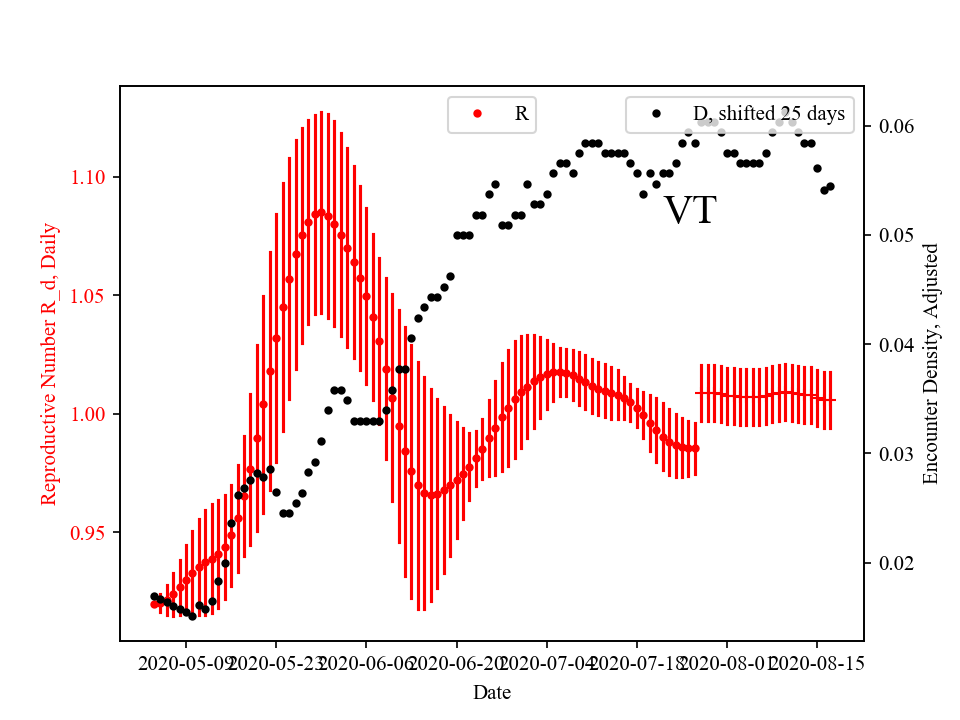 R
D, shifted 25 days
VT
Reproductive Number R_d, Daily
1.10
1.05
1.00
0.95
0.06
0.05
0.04
0.03
0.02
Encounter Density, Adjusted
2020-05-09
2020-05-23
2020-06-06
2020-06-20
2020-07-04
2020-07-18
2020-08-01
2020-08-15
Date